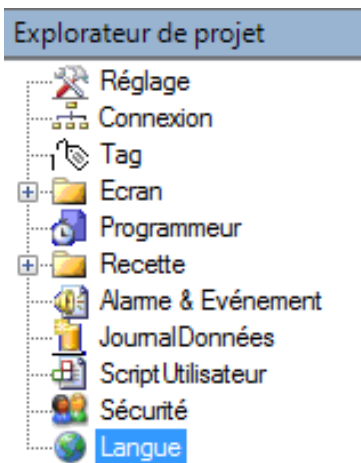 Explorateur de projet
Réglage
Connexion
Tag
Ecran
Programmeur
Recette
Alarme & Evénement
JournalDonnées
ScriptUtilisateur
Sécurité
Langue